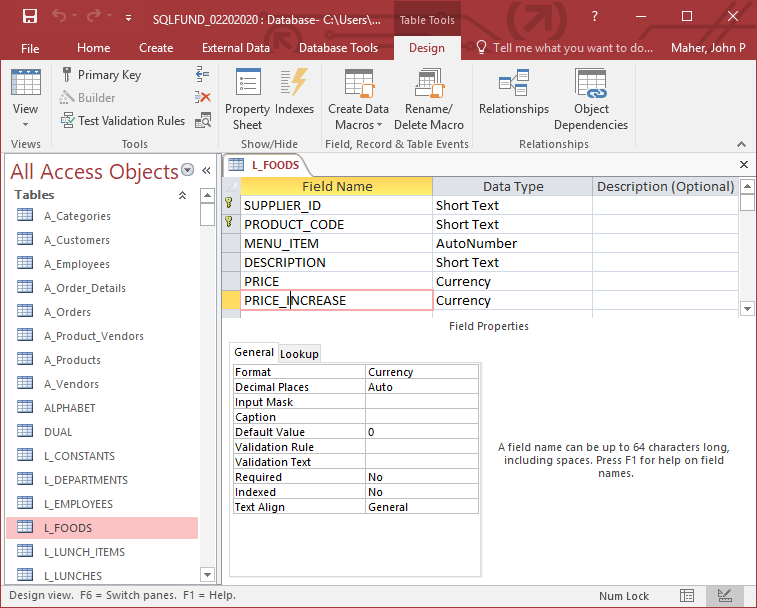 SQLFUND_02202020 : Database- C:\Users\...
Table Tools
?
File Home Create External Data Database Tools Design Tell me what you want to do... Maher, John P
View
Views
Primary Key
Builder
Test Validation Rules
Tools
Property Sheet
Indexes
Show/Hide
Create Data Macros
Rename/ Delete Macro
Field, Record & Table Events
Relationships
Object Dependencies
Relationships
All Access Objects
Tables
A_Categories
A_Customers
A_Employees
A_Order_Details
A_Orders
A_Product_Vendors
A_Products
A_Vendors
ALPHABET
DUAL
L_CONSTANTS
L_DEPARTMENTS
L_EMPLOYEES
L_FOODS
L_LUNCH_ITEMS
L_LUNCHES
L_FOODS
Field Name Data Type Description (Optional)
SUPPLIER_ID Short Text
PRODUCT_CODE Short Text
MENU_ITEM AutoNumber
DESCRIPTION Short Text
PRICE Currency
PRICE_INCREASE Currency
Field Properties
General Lookup
Format Currency
Decimal Places Auto
Input Mask
Caption
Default Value 0
Validation Rule
Validation Text
Required No
Indexed No
Text Align General
A field name can be up to 64 characters long,
including spaces. Press F1 for help on field
names.
Design view. F6 = Switch panes. F1 = Help.
Num Lock